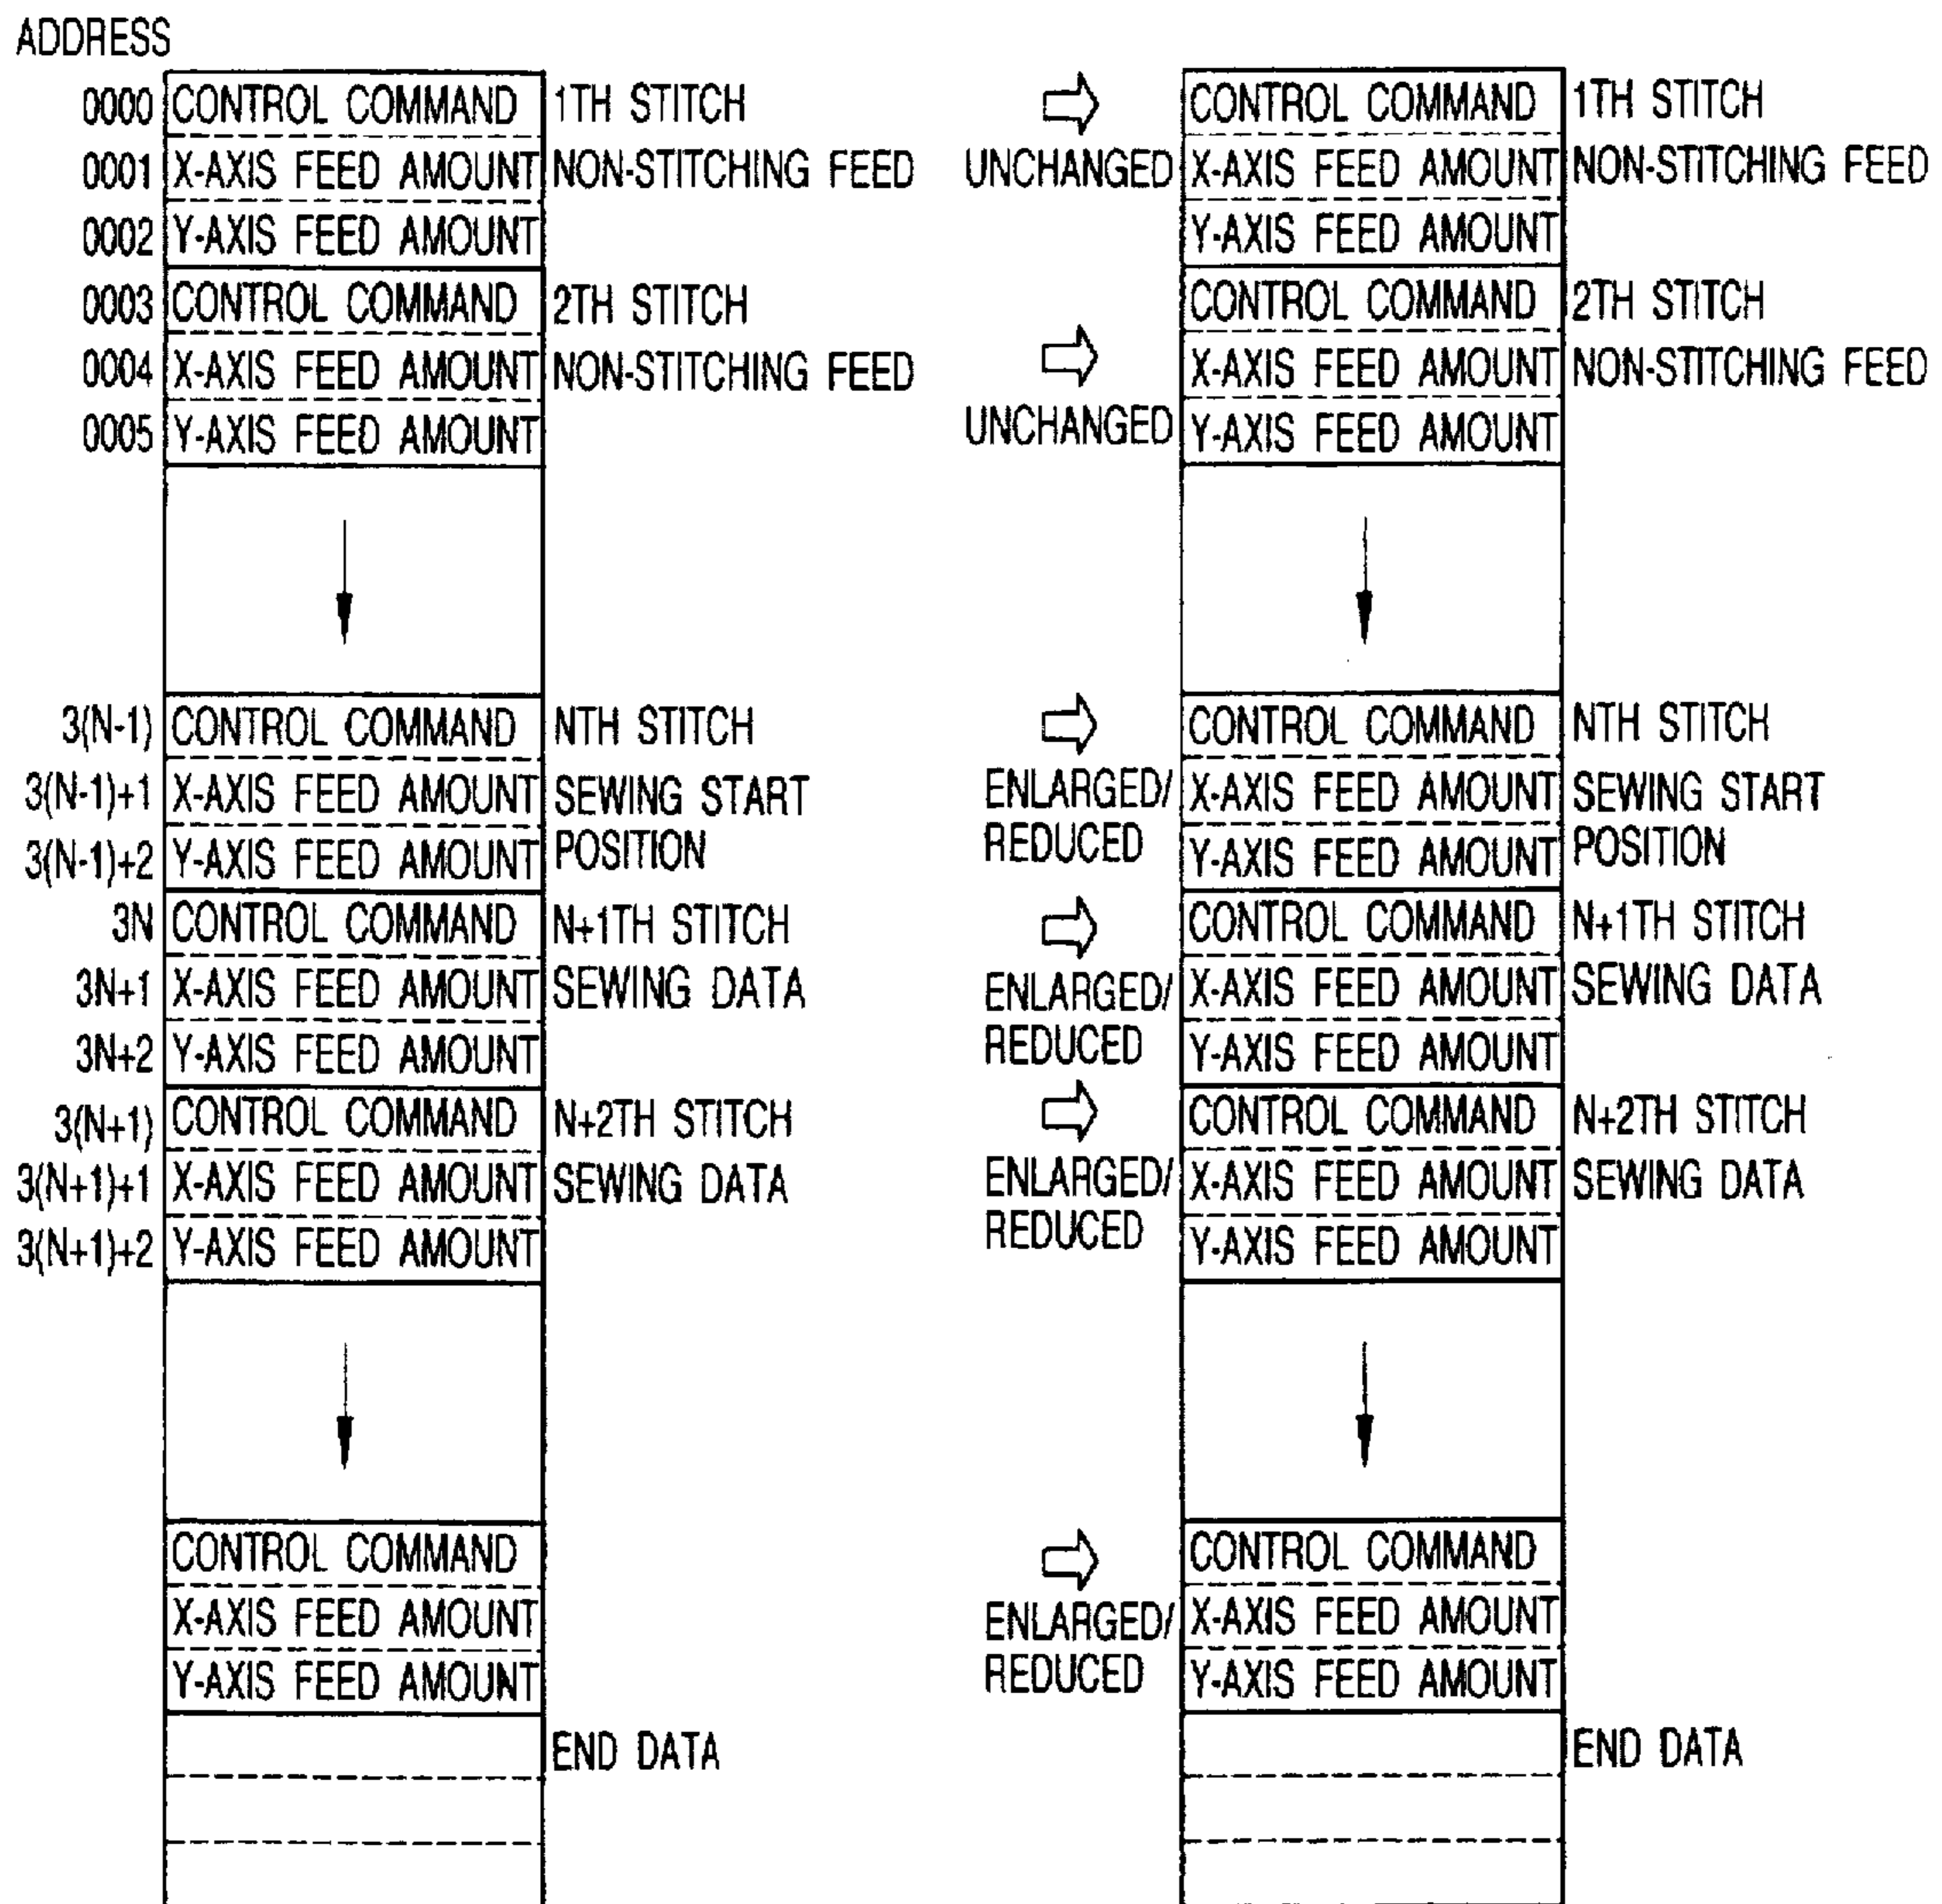 ADDRESS
0000 CONTROL COMMAND 1TH STITCH ⇨ CONTROL COMMAND 1TH STITCH
0001 X-AXIS FEED AMOUNT NON-STITCHING FEED UNCHANGED X-AXIS FEED AMOUNT NON-STITCHING FEED
0002 Y-AXIS FEED AMOUNT Y-AXIS FEED AMOUNT
0003 CONTROL COMMAND 2TH STITCH CONTROL COMMAND 2TH STITCH
0004 X-AXIS FEED AMOUNT NON-STITCHING FEED ⇨ X-AXIS FEED AMOUNT NON-STITCHING FEED
0005 Y-AXIS FEED AMOUNT UNCHANGED Y-AXIS FEED AMOUNT
3(N-1) CONTROL COMMAND NTH STITCH ⇨ CONTROL COMMAND NTH STITCH
3(N-1)+1 X-AXIS FEED AMOUNT SEWING START ENLARGED/ X-AXIS FEED AMOUNT SEWING START
3(N-1)+2 Y-AXIS FEED AMOUNT POSITION REDUCED Y-AXIS FEED AMOUNT POSITION
3N CONTROL COMMAND N+1TH STITCH ⇨ CONTROL COMMAND N+1TH STITCH
3N+1 X-AXIS FEED AMOUNT SEWING DATA ENLARGED/ X-AXIS FEED AMOUNT SEWING DATA
3N+2 Y-AXIS FEED AMOUNT REDUCED Y-AXIS FEED AMOUNT
3(N+1) CONTROL COMMAND N+2TH STITCH ⇨ CONTROL COMMAND N+2TH STITCH
3(N+1)+1 X-AXIS FEED AMOUNT SEWING DATA ENLARGED/ X-AXIS FEED AMOUNT SEWING DATA
3(N+1)+2 Y-AXIS FEED AMOUNT REDUCED Y-AXIS FEED AMOUNT
CONTROL COMMAND ⇨ CONTROL COMMAND
X-AXIS FEED AMOUNT ENLARGED/ X-AXIS FEED AMOUNT
Y-AXIS FEED AMOUNT REDUCED Y-AXIS FEED AMOUNT
END DATA END DATA